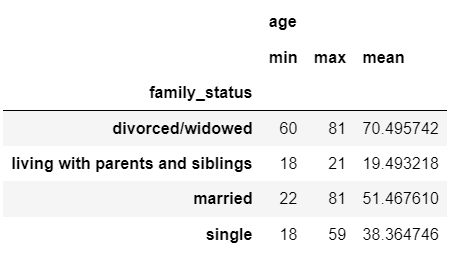 age
min max mean
family_status
divorced/widowed 60 81 70.495742
living with parents and siblings 18 21 19.493218
married 22 81 51.467610
single 18 59 38.364746